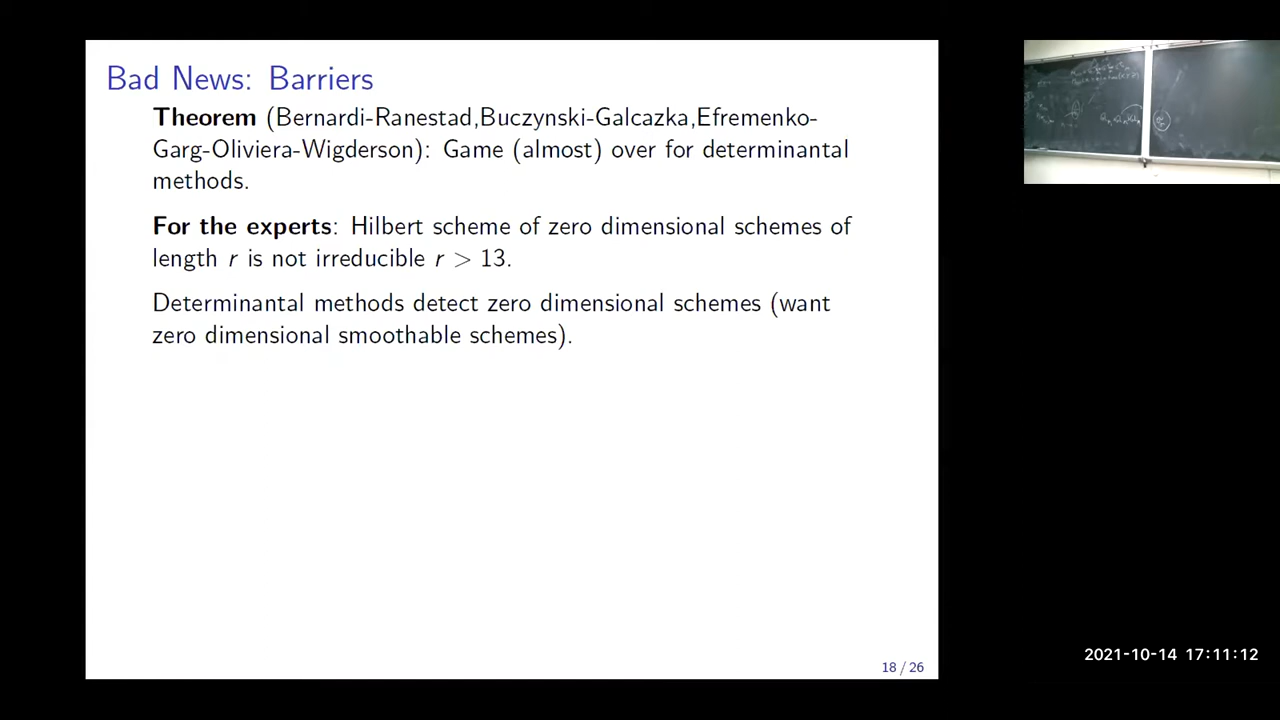 Bad News: Barriers
Theorem (Bernardi-Ranestad,Buczynski-Galcazka,Efremenko-
Garg-Oliviera-Wigderson): Game (almost) over for determinantal
methods.
For the experts: Hilbert scheme of zero dimensional schemes of
length r is not irreducible r > 13.
Determinantal methods detect zero dimensional schemes (want
zero dimensional smoothable schemes).
18 / 26
2021-10-14 17:11:12